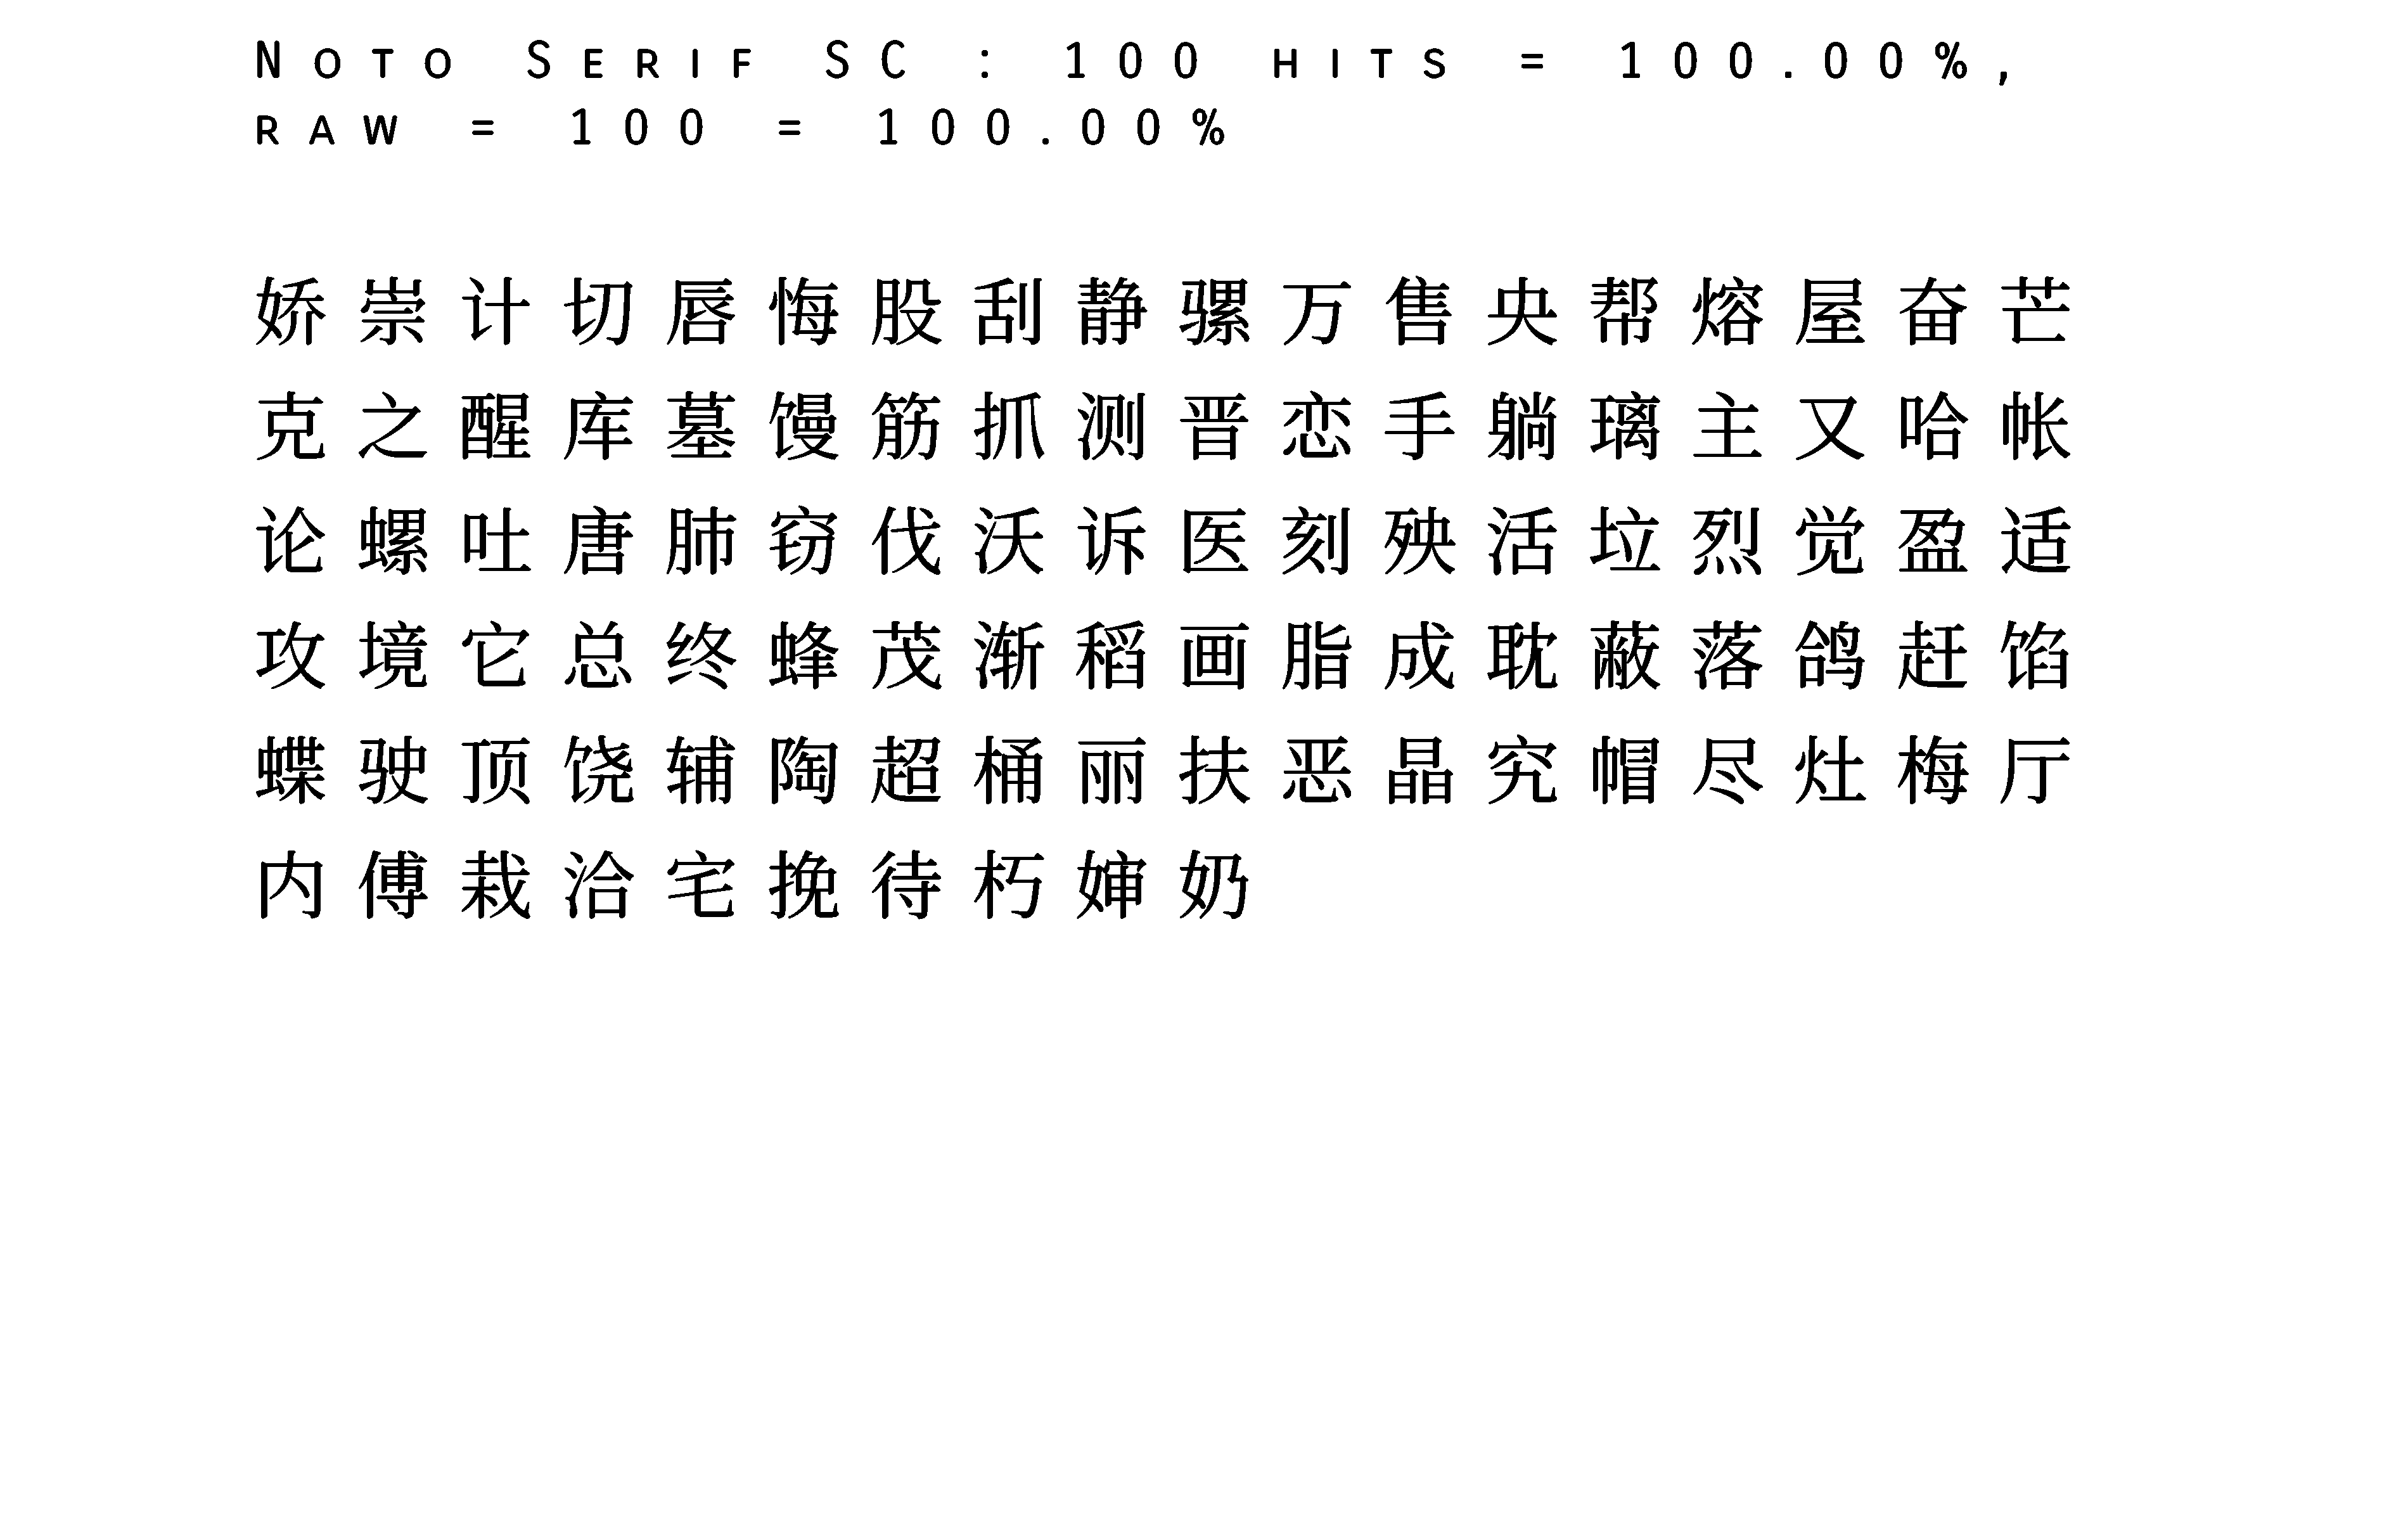 Noto Serif SC : 100 hits = 100.00%,
raw = 100 = 100.00%
娇崇计切唇悔股刮静骡万售央帮熔屋奋芒
克之醒库墓馒筋抓测晋恋手躺璃主又哈帐
论螺吐唐肺窃伐沃诉医刻殃活垃烈觉盈适
攻境它总终蜂茂渐稻画脂成耽蔽落鸽赶馅
蝶驶顶饶辅陶超桶丽扶恶晶究帽尽灶梅厅
内傅栽洽宅挽待朽婶奶